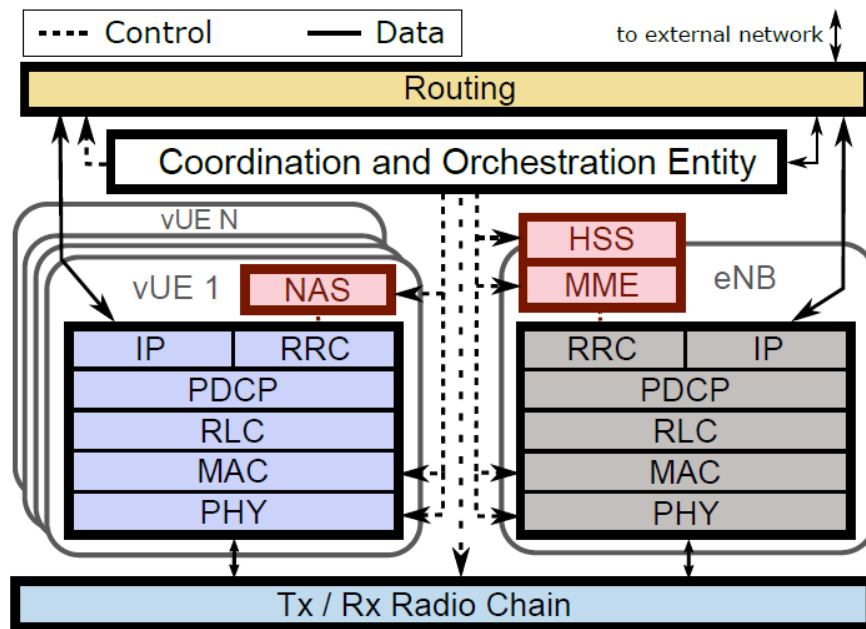 Control Data
to external network
Routing
Coordination and Orchestration Entity
vUE N
vUE 1
NAS
IP RRC
PDCP
RLC
MAC
PHY
HSS
MME
eNB
RRC IP
PDCP
RLC
MAC
PHY
Tx / Rx Radio Chain